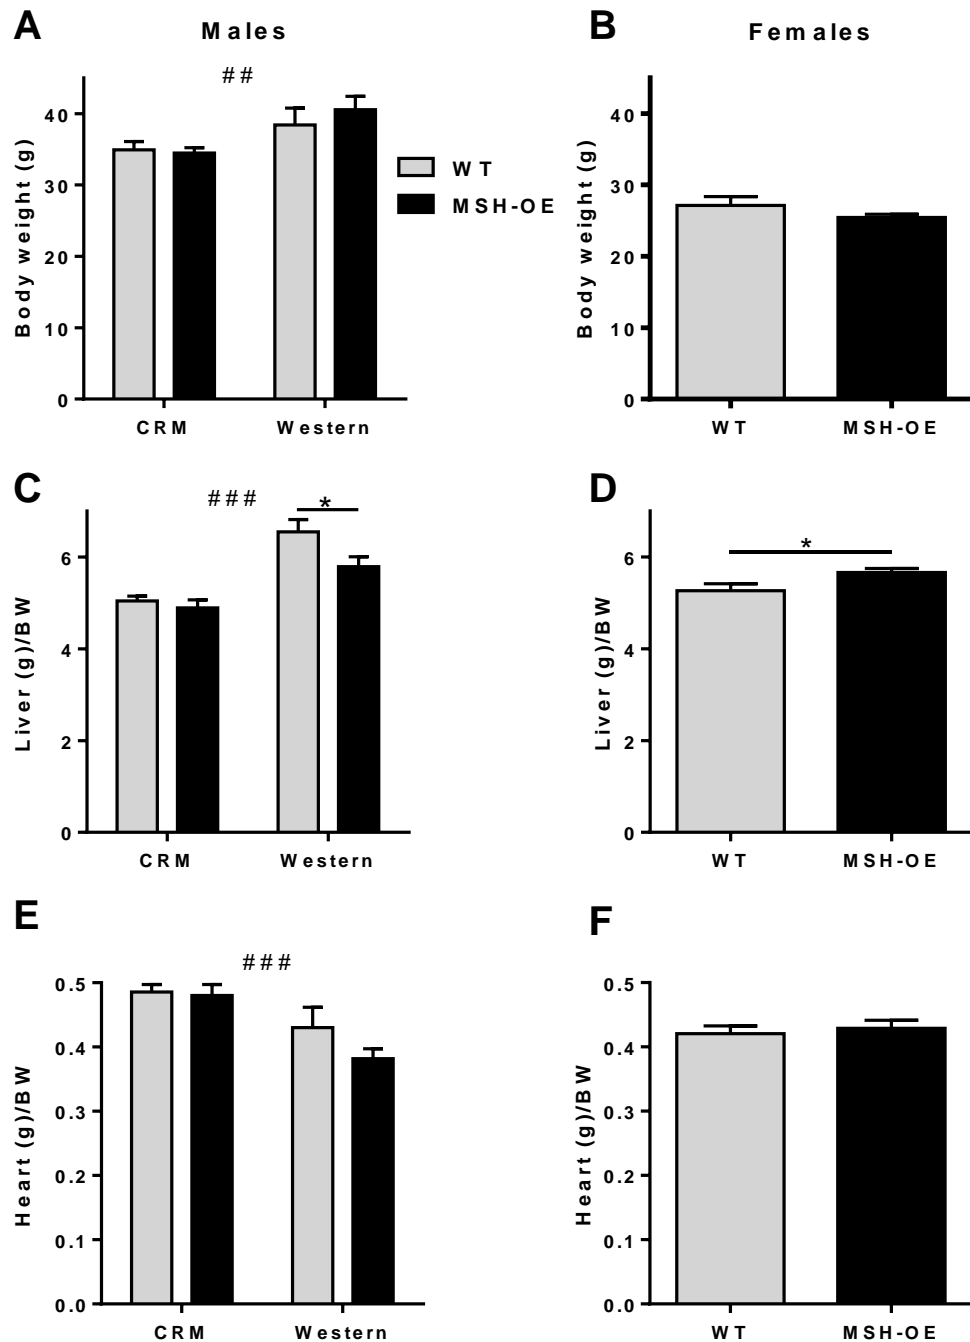 A
Males
##
Body weight (g)
40
30
20
10
0
CRM
Western
WT
MSH-OE
B
Females
Body weight (g)
40
30
20
10
0
WT
MSH-OE
C
###
*
Liver (g)/BW
6
4
2
0
CRM
Western
D
*
Liver (g)/BW
6
4
2
0
WT
MSH-OE
E
###
Heart (g)/BW
0.5
0.4
0.3
0.2
0.1
0.0
CRM
Western
F
Heart (g)/BW
0.5
0.4
0.3
0.2
0.1
0.0
WT
MSH-OE